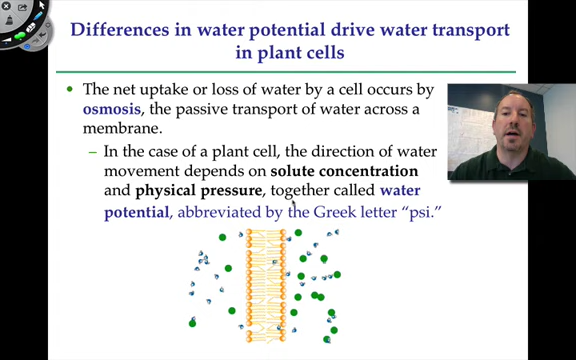 Differences in water potential drive water transport
in plant cells
• The net uptake or loss of water by a cell occurs by
osmosis, the passive transport of water across a
membrane.
– In the case of a plant cell, the direction of water
movement depends on solute concentration
and physical pressure, together called water
potential, abbreviated by the Greek letter “psi.”